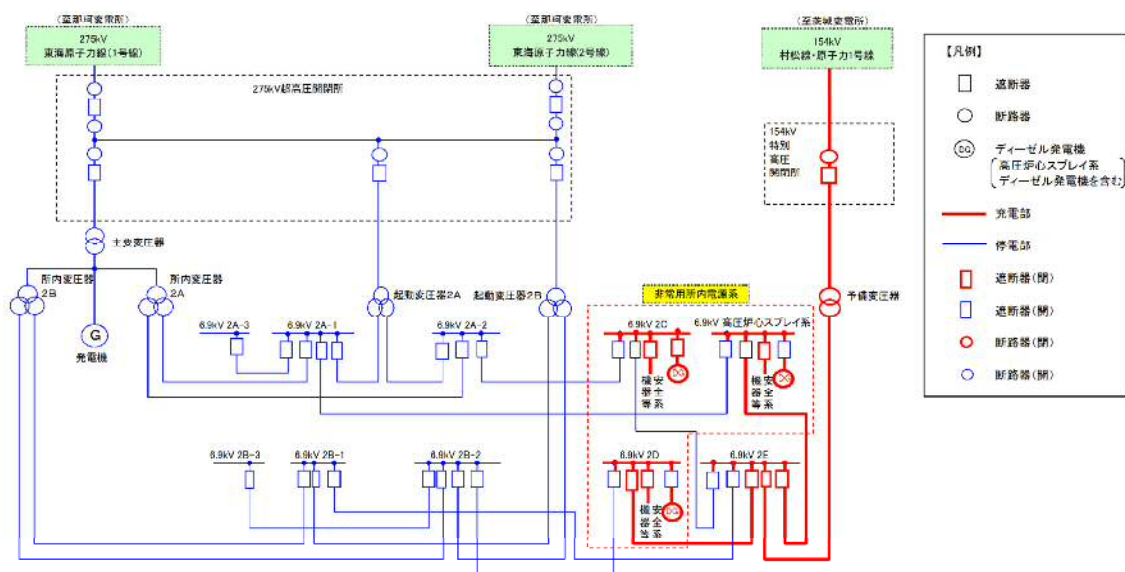 (至那珂変電所)
275kV
東海原子力線(1号線)
(至那珂変電所)
275kV
東海原子力線(2号線)
(至茨城変電所)
154kV
村松線・原子力1号線
275kV超高圧開閉所
154kV
特別
高圧
開閉所
主要変圧器
所内変圧器
2B
所内変圧器
2A
起動変圧器2A
起動変圧器2B
予備変圧器
G
発電機
非常用所内電源系
6.9kV 2A-3
6.9kV 2A-1
6.9kV 2A-2
6.9kV 2C
6.9kV 高圧炉心スプレイ系
DG
安全系
機器等
DG
安全系
機器等
6.9kV 2B-3
6.9kV 2B-1
6.9kV 2B-2
6.9kV 2D
6.9kV 2E
DG
安全系
機器等
【凡例】
遮断器
断路器
DG
ディーゼル発電機
高圧炉心スプレイ系
ディーゼル発電機を含む
充電部
停電部
遮断器(閉)
遮断器(開)
断路器(閉)
断路器(開)